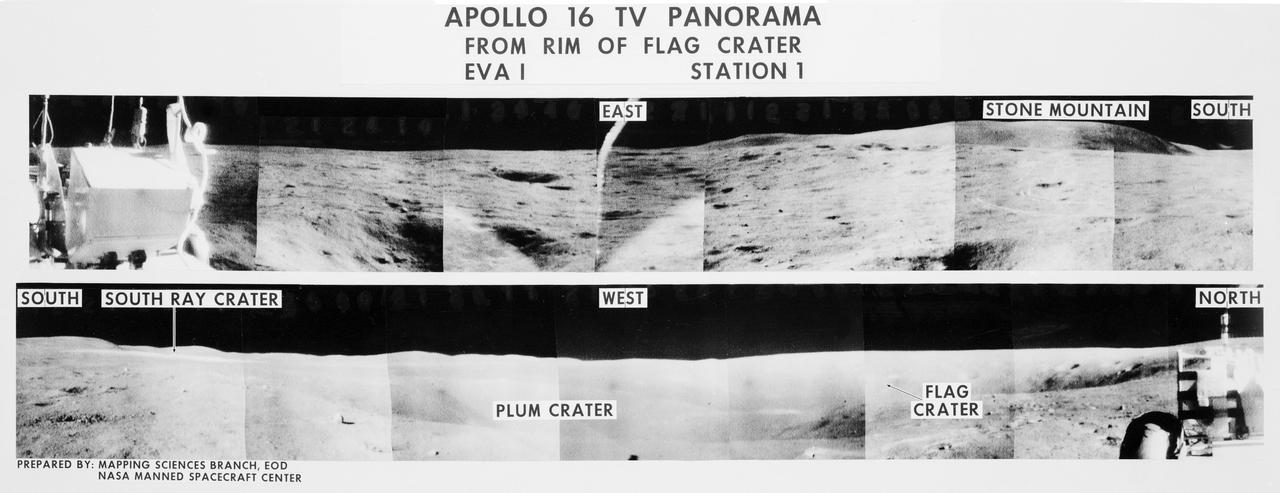 APOLLO 16 TV PANORAMA
FROM RIM OF FLAG CRATER
EVA I STATION 1
EAST
STONE MOUNTAIN
SOUTH
SOUTH
SOUTH RAY CRATER
WEST
NORTH
PLUM CRATER
FLAG
CRATER
PREPARED BY: MAPPING SCIENCES BRANCH, EOD
NASA MANNED SPACECRAFT CENTER